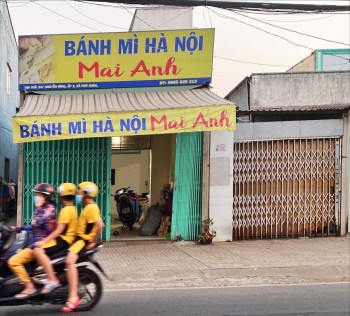 BÁNH MÌ HÀ NỘI
Mai Anh
BÁNH MÌ HÀ NỘI Mai Anh